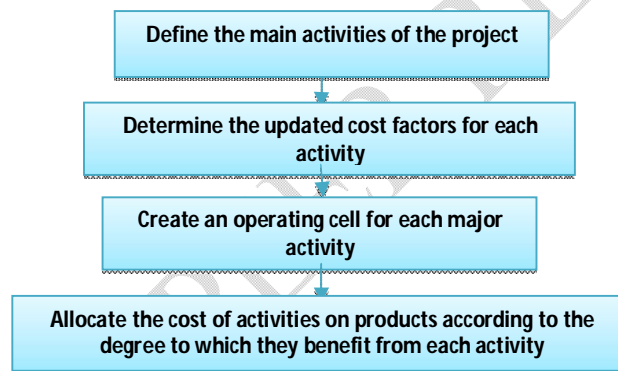 Define the main activities of the project
Determine the updated cost factors for each
activity
Create an operating cell for each major
activity
Allocate the cost of activities on products according to the
degree to which they benefit from each activity